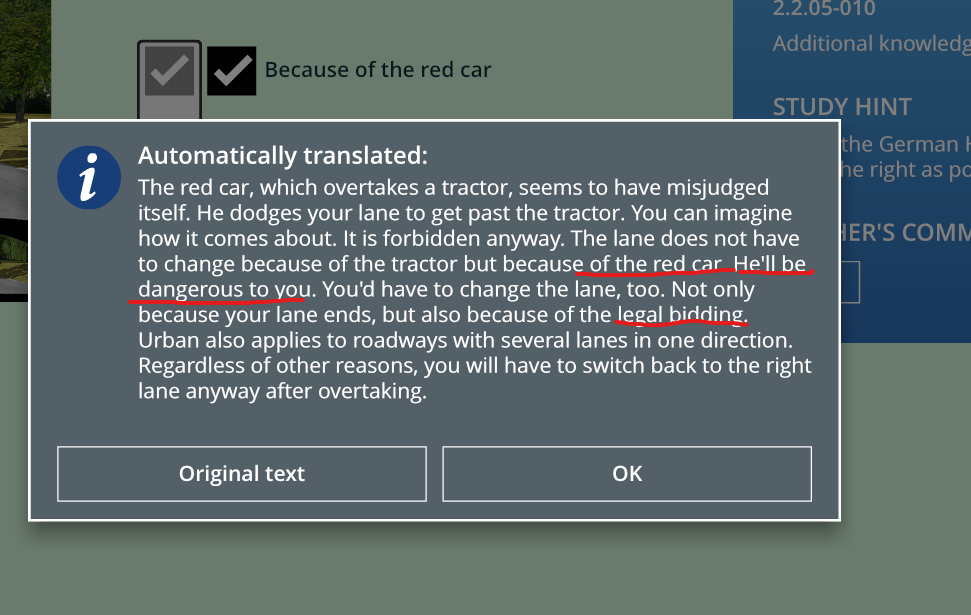 2.2.05-010
Additional knowledg
Because of the red car
STUDY HINT
the German
the right as po
HER'S COMM
Automatically translated:
The red car, which overtakes a tractor, seems to have misjudged
itself. He dodges your lane to get past the tractor. You can imagine
how it comes about. It is forbidden anyway. The lane does not have
to change because of the tractor but because of the red car. He'll be
dangerous to you. You'd have to change the lane, too. Not only
because your lane ends, but also because of the legal bidding.
Urban also applies to roadways with several lanes in one direction.
Regardless of other reasons, you will have to switch back to the right
lane anyway after overtaking.
Original text
OK